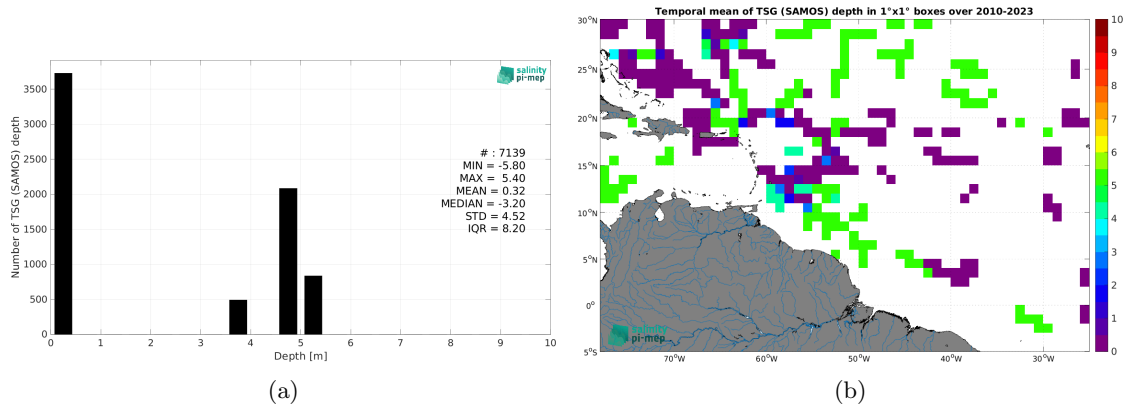 salinity
pi-mep
# : 7139
MIN = -5.80
MAX = 5.40
MEAN = 0.32
MEDIAN = -3.20
STD = 4.52
IQR = 8.20
Number of TSG (SAMOS) depth
3500
3000
2500
2000
1500
1000
500
0
0 1 2 3 4 5 6 7 8 9 10
Depth [m]
(a)
Temporal mean of TSG (SAMOS) depth in 1°x1° boxes over 2010-2023
30°N
25°N
20°N
15°N
10°N
5°N
0°
5°S
70°W 60°W 50°W 40°W 30°W
salinity
pi-mep
10
9
8
7
6
5
4
3
2
1
0
(b)